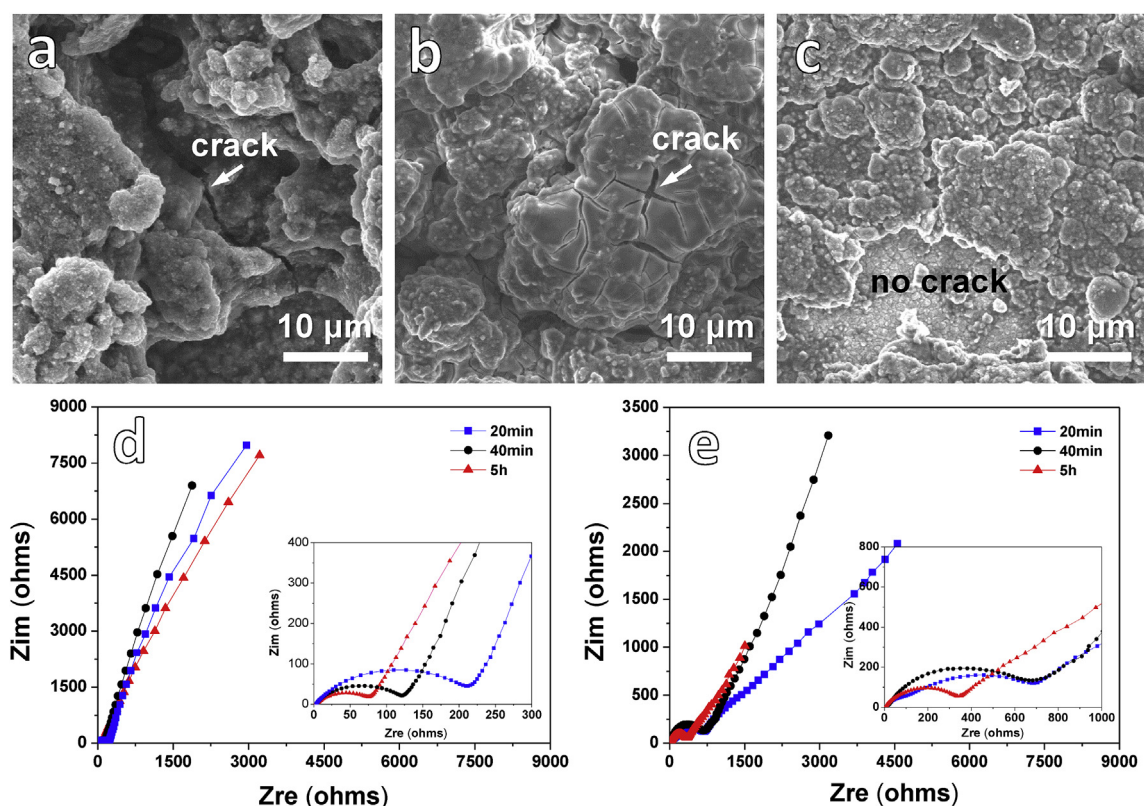 a
crack
10 μm
b
crack
10 μm
c
no crack
10 μm
d
9000
7500
6000
4500
3000
1500
0
Zim (ohms)
0 1500 3000 4500 6000 7500 9000
Zre (ohms)
20min
40min
5h
400
300
200
100
0
Zim (ohms)
0 50 100 150 200 250 300
Zre (ohms)
e
3500
3000
2500
2000
1500
1000
500
0
Zim (ohms)
0 1500 3000 4500 6000 7500 9000
Zre (ohms)
20min
40min
5h
800
600
400
200
0
Zim (ohms)
0 200 400 600 800 1000
Zre (ohms)